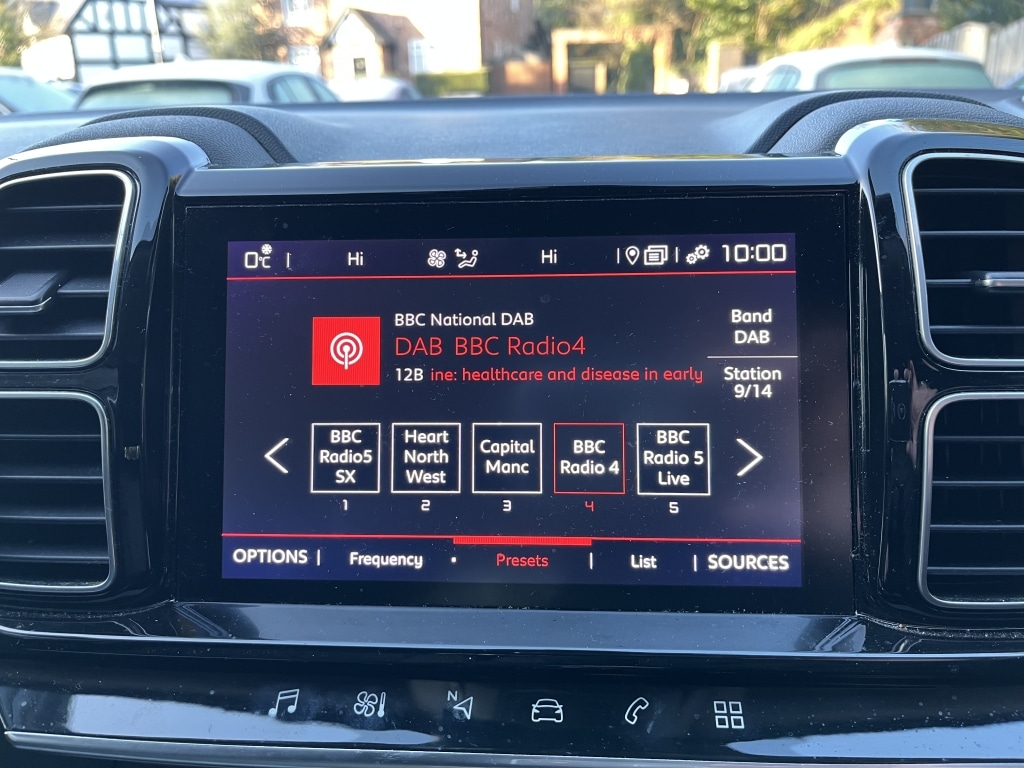 0°C | Hi Hi | | 10:00
BBC National DAB
DAB BBC Radio4
12B ine: healthcare and disease in early
Band
DAB
Station
9/14
BBC
Radio5
SX
1
Heart
North
West
2
Capital
Manc
3
BBC
Radio 4
4
BBC
Radio 5
Live
5
OPTIONS | Frequency · Presets | List | SOURCES
N